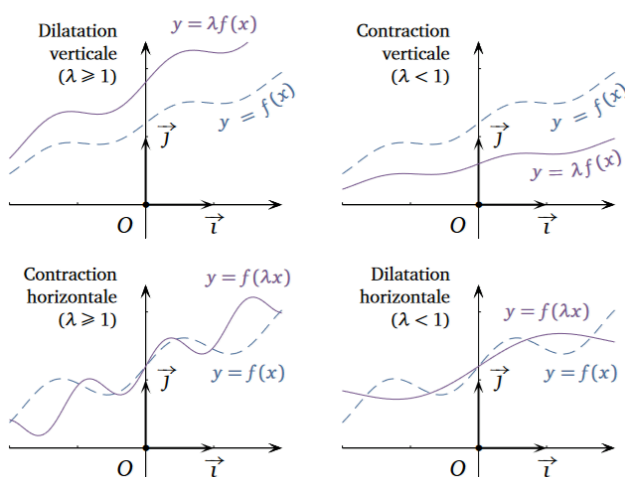 Dilatation
verticale
(λ ⩾ 1)
y = λf(x)
y = f(x)
ȷ⃗
O
ı⃗
Contraction
verticale
(λ < 1)
y = f(x)
ȷ⃗
y = λf(x)
O
ı⃗
Contraction
horizontale
(λ ⩾ 1)
y = f(λx)
y = f(x)
ȷ⃗
O
ı⃗
Dilatation
horizontale
(λ < 1)
y = f(λx)
y = f(x)
ȷ⃗
O
ı⃗